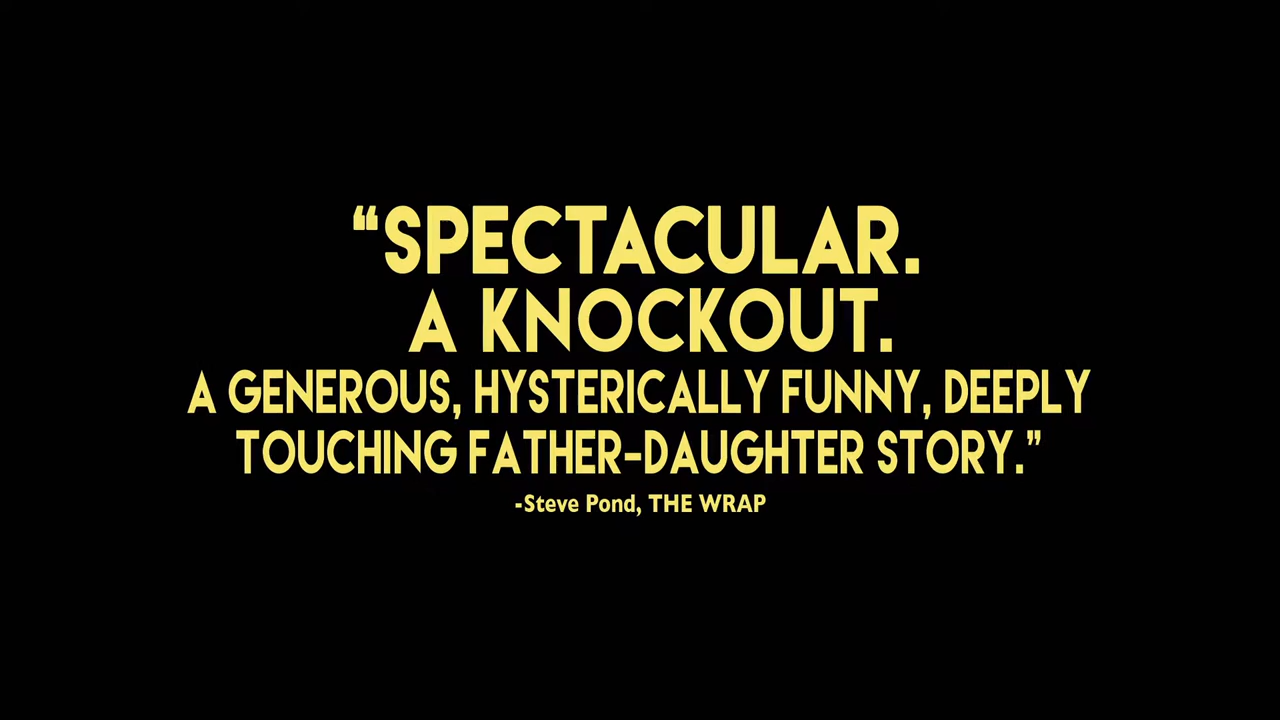 “SPECTACULAR.
A KNOCKOUT.
A GENEROUS, HYSTERICALLY FUNNY, DEEPLY
TOUCHING FATHER-DAUGHTER STORY.”
-Steve Pond, THE WRAP